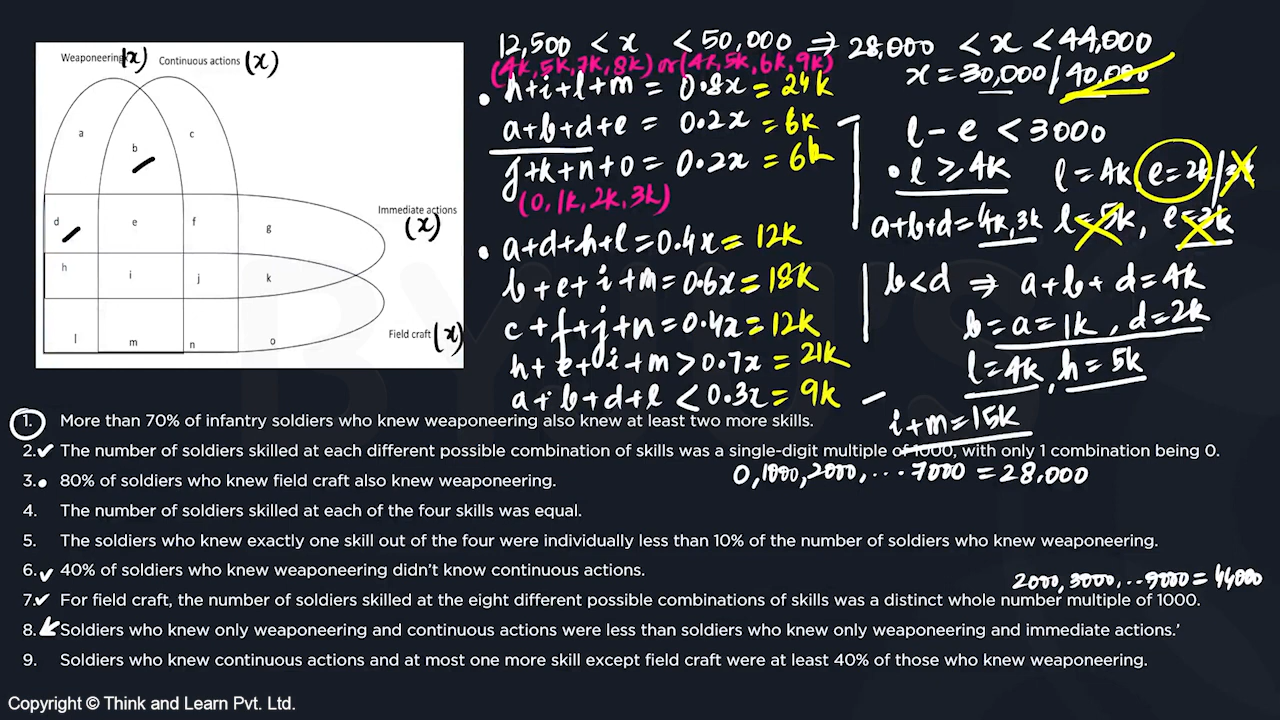 Weaponeering (x)
Continuous actions (x)
a
b
c
d
e
f
g
Immediate actions
(x)
h
i
j
k
Field craft (x)
l
m
n
o
12,500 < x < 50,000 ⇒ 28,000 < x < 44,000
(4k,5k,7k,8k) or (4k,5k,6k,9k)
x = 30,000/40,000
• h+i+l+m = 0.8x = 24k
a+b+d+e = 0.2x = 6k
j+k+n+o = 0.2x = 6k
(0,1k,2k,3k)
l - e < 3000
• l ≥ 4k
l = 4k, e = 2k/3k
a+b+d = 4k, 3k l = 5k, e = 3k
• a+d+h+l = 0.4x = 12k
b+e+i+m = 0.6x = 18k
c+f+j+n = 0.4x = 12k
h+e+i+m > 0.7x = 21k
a+b+d+l < 0.3x = 9k
b<d ⇒ a+b+d = 4k
b=a=1k, d=2k
l=4k, h=5k
i+m=15k
1. More than 70% of infantry soldiers who knew weaponeering also knew at least two more skills.
2. The number of soldiers skilled at each different possible combination of skills was a single-digit multiple of 1000, with only 1 combination being 0.
0,1000,2000,...7000 = 28,000
3. 80% of soldiers who knew field craft also knew weaponeering.
4. The number of soldiers skilled at each of the four skills was equal.
5. The soldiers who knew exactly one skill out of the four were individually less than 10% of the number of soldiers who knew weaponeering.
6. 40% of soldiers who knew weaponeering didn't know continuous actions.
2000,3000,..9000 = 44000
7. For field craft, the number of soldiers skilled at the eight different possible combinations of skills was a distinct whole number multiple of 1000.
8. Soldiers who knew only weaponeering and continuous actions were less than soldiers who knew only weaponeering and immediate actions.'
9. Soldiers who knew continuous actions and at most one more skill except field craft were at least 40% of those who knew weaponeering.
Copyright © Think and Learn Pvt. Ltd.